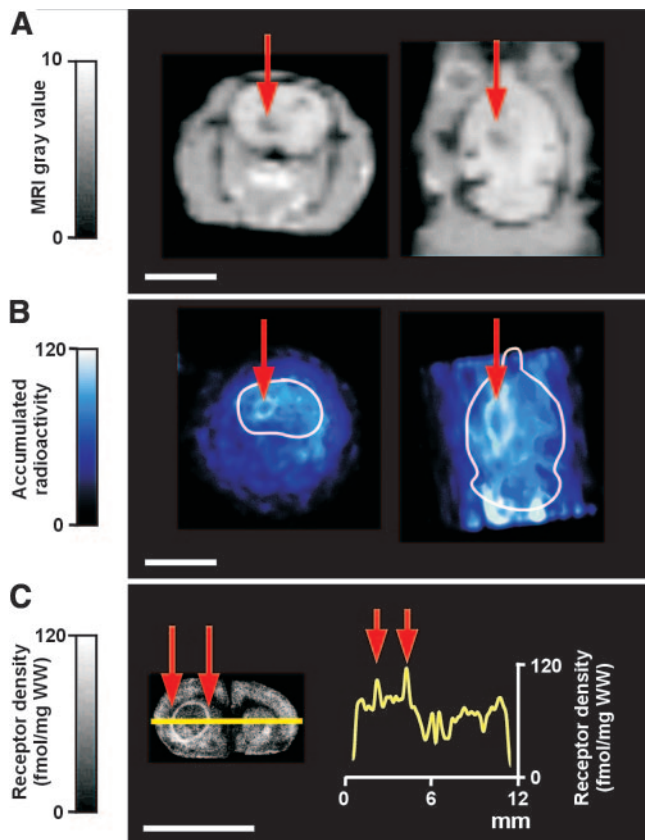 A
10
MRI gray value
0
B
120
Accumulated
radioactivity
0
C
120
Receptor density
(fmol/mg WW)
0
120
Receptor density
(fmol/mg WW)
0
0
6
12
mm